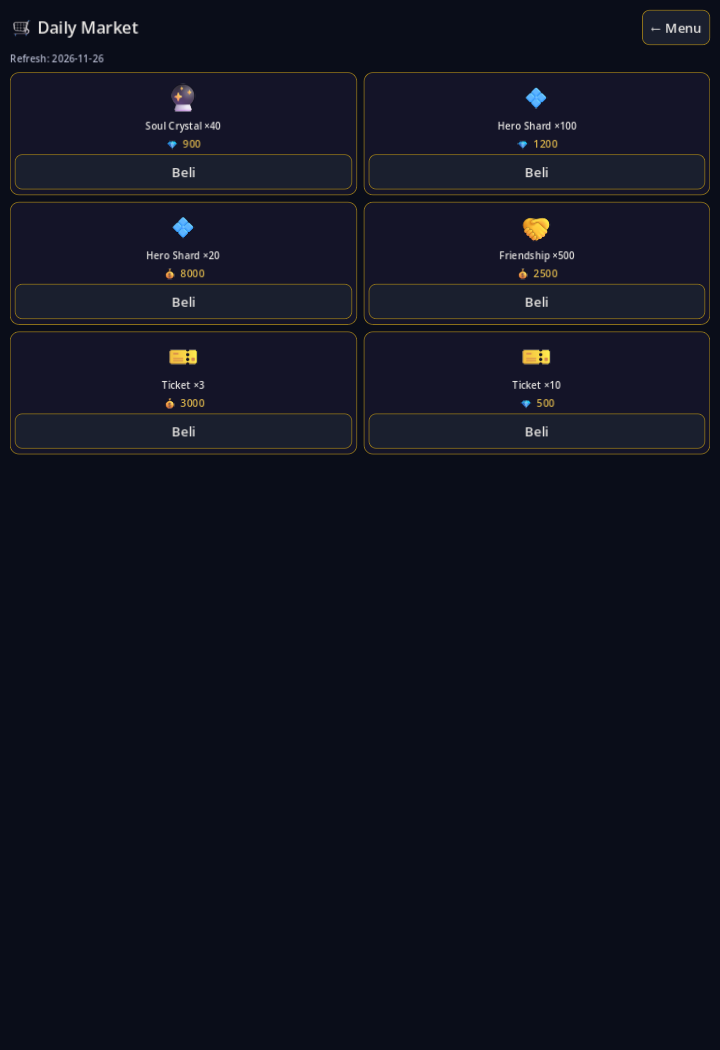 Daily Market
← Menu
Refresh: 2026-11-26
Soul Crystal ×40
900
Beli
Hero Shard ×100
1200
Beli
Hero Shard ×20
8000
Beli
Friendship ×500
2500
Beli
Ticket ×3
3000
Beli
Ticket ×10
500
Beli